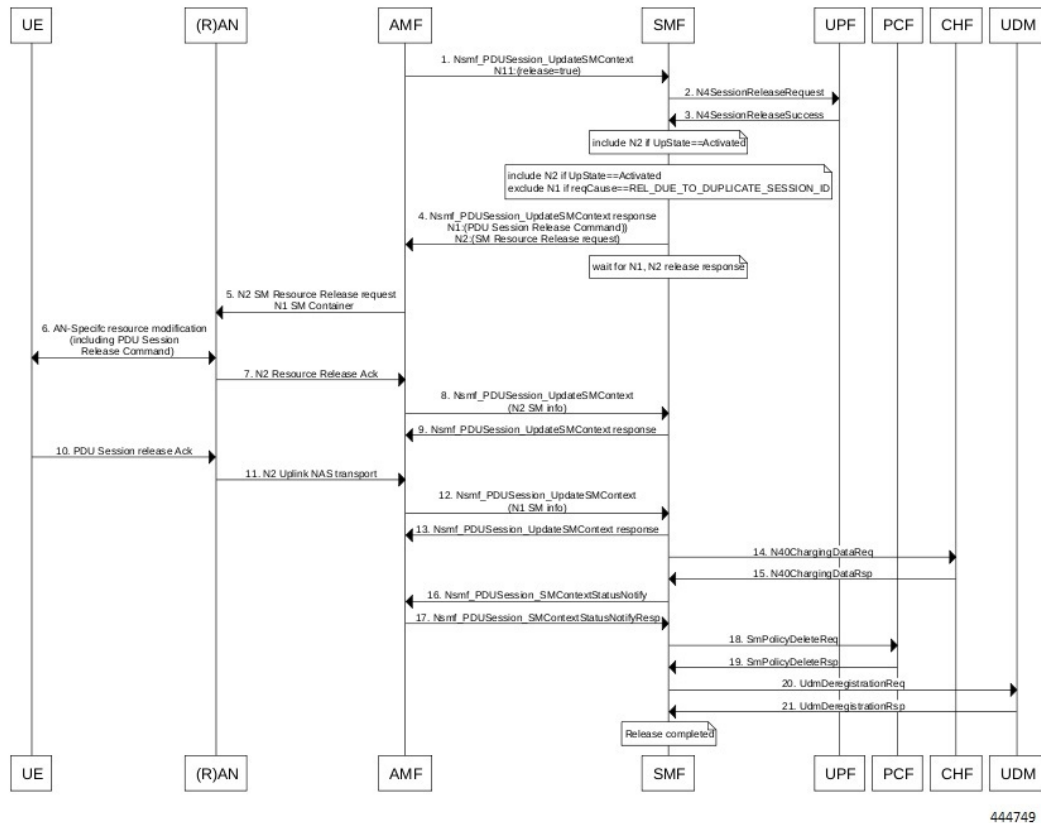 UE
(R)AN
AMF
SMF
UPF
PCF
CHF
UDM
1. Nsmf_PDUSession_UpdateSMContext
N11:(release=true)
2. N4SessionReleaseRequest
3. N4SessionReleaseSuccess
include N2 if UpState==Activated
include N2 if UpState==Activated
exclude N1 if reqCause==REL_DUE_TO_DUPLICATE_SESSION_ID
4. Nsmf_PDUSession_UpdateSMContext response
N1:(PDU Session Release Command))
N2:(SM Resource Release request)
wait for N1, N2 release response
5. N2 SM Resource Release request
N1 SM Container
6. AN-Specifc resource modification
(including PDU Session
Release Command)
7. N2 Resource Release Ack
8. Nsmf_PDUSession_UpdateSMContext
(N2 SM info)
9. Nsmf_PDUSession_UpdateSMContext response
10. PDU Session release Ack
11. N2 Uplink NAS transport
12. Nsmf_PDUSession_UpdateSMContext
(N1 SM info)
13. Nsmf_PDUSession_UpdateSMContext response
14. N40ChargingDataReq
15. N40ChargingDataRsp
16. Nsmf_PDUSession_SMContextStatusNotify
17. Nsmf_PDUSession_SMContextStatusNotifyResp
18. SmPolicyDeleteReq
19. SmPolicyDeleteRsp
20. UdmDeregistrationReq
21. UdmDeregistrationRsp
Release completed
UE
(R)AN
AMF
SMF
UPF
PCF
CHF
UDM
444749